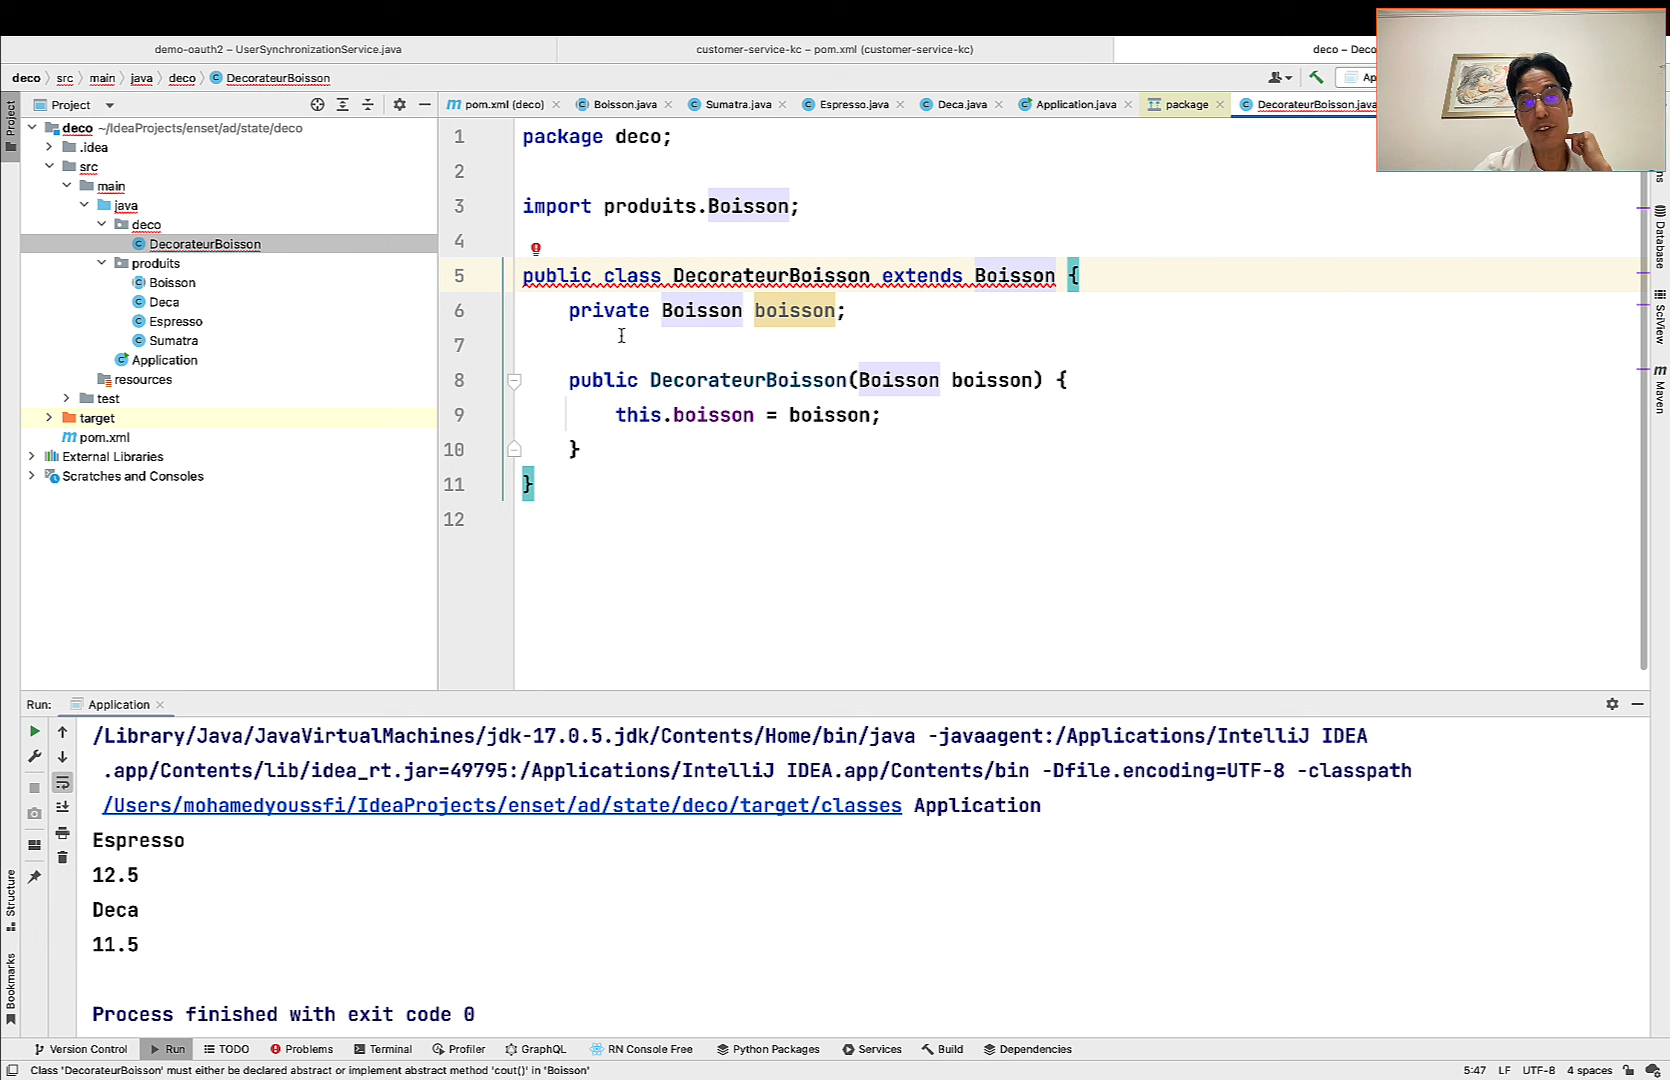 demo-oauth2 – UserSynchronizationService.java
customer-service-kc – pom.xml (customer-service-kc)
deco – Deco
deco
src
main
java
deco
DecorateurBoisson
Ap
Project
Project
pom.xml (deco)
Boisson.java
Sumatra.java
Espresso.java
Deca.java
Application.java
package
DecorateurBoisson.java
deco ~/IdeaProjects/enset/ad/state/deco
.idea
src
main
java
deco
DecorateurBoisson
produits
Boisson
Deca
Espresso
Sumatra
Application
resources
test
target
pom.xml
External Libraries
Scratches and Consoles
1 package deco;
2
3 import produits.Boisson;
4
5 public class DecorateurBoisson extends Boisson {
6 private Boisson boisson;
7
8 public DecorateurBoisson(Boisson boisson) {
9 this.boisson = boisson;
10 }
11 }
12
Database
SciView
Maven
Run: Application
/Library/Java/JavaVirtualMachines/jdk-17.0.5.jdk/Contents/Home/bin/java -javaagent:/Applications/IntelliJ IDEA
.app/Contents/lib/idea_rt.jar=49795:/Applications/IntelliJ IDEA.app/Contents/bin -Dfile.encoding=UTF-8 -classpath
/Users/mohamedyoussfi/IdeaProjects/enset/ad/state/deco/target/classes Application
Espresso
12.5
Deca
11.5
Process finished with exit code 0
Structure
Bookmarks
Version Control
Run
TODO
Problems
Terminal
Profiler
GraphQL
RN Console Free
Python Packages
Services
Build
Dependencies
Class 'DecorateurBoisson' must either be declared abstract or implement abstract method 'cout()' in 'Boisson'
5:47 LF UTF-8 4 spaces